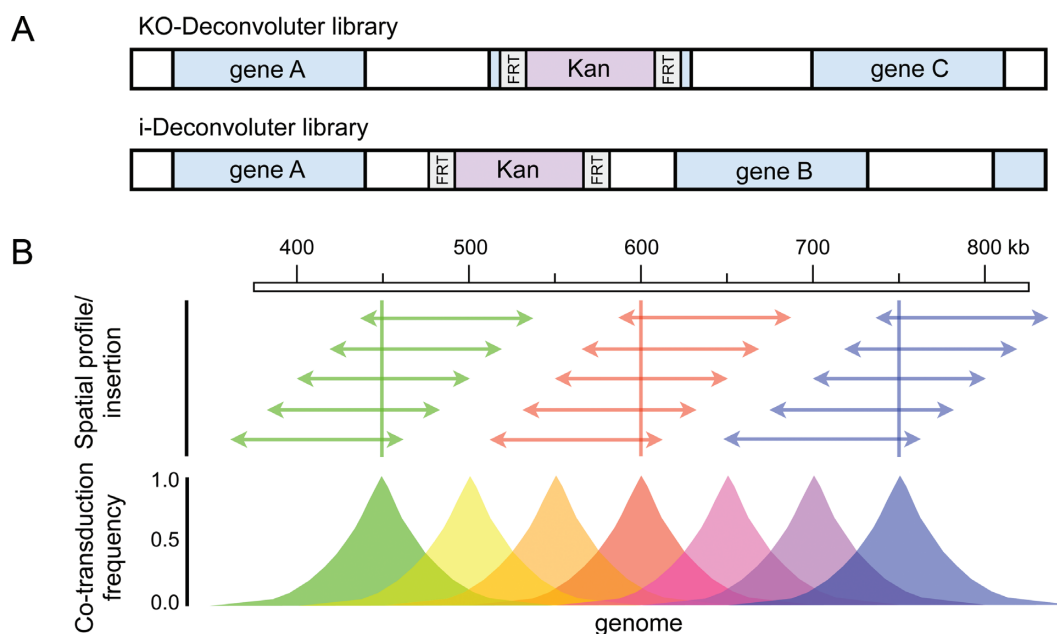 A
KO-Deconvoluter library
gene A FRT Kan FRT gene C
i-Deconvoluter library
gene A FRT Kan FRT gene B
B
400 500 600 700 800 kb
Spatial profile/
insertion
Co-transduction
frequency
1.0
0.5
0.0
genome